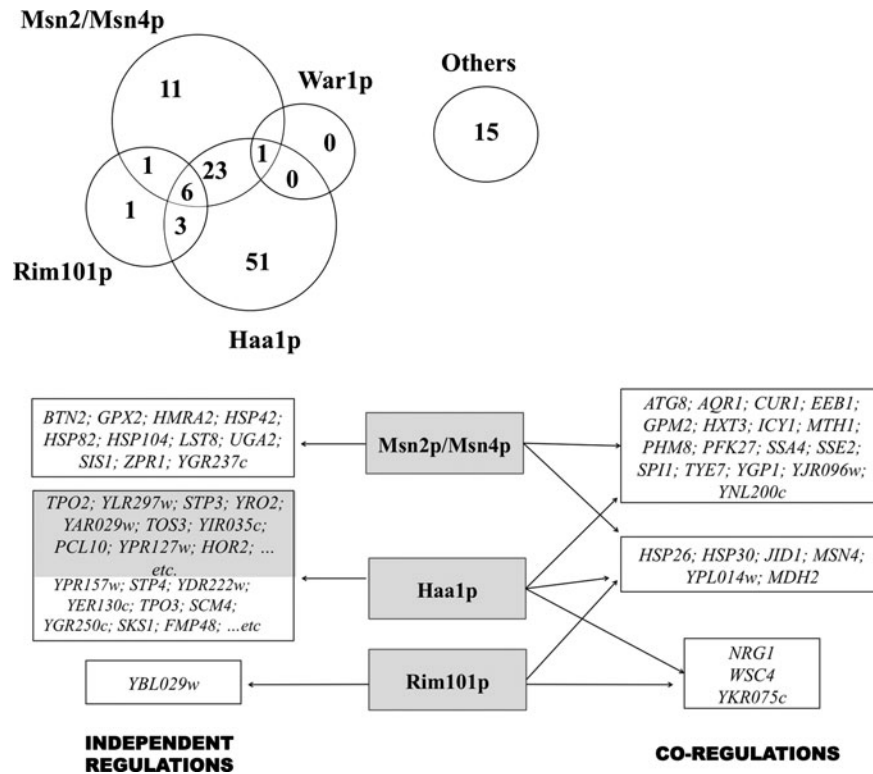 Msn2/Msn4p
War1p
Others
11
15
0
1
1
23
0
6
1
3
51
Rim101p
Haa1p
BTN2; GPX2; HMRA2; HSP42;
HSP82; HSP104; LST8; UGA2;
SIS1; ZPR1; YGR237c
Msn2p/Msn4p
ATG8; AQR1; CUR1; EEB1;
GPM2; HXT3; ICY1; MTH1;
PHM8; PFK27; SSA4; SSE2;
SPI1; TYE7; YGP1; YJR096w;
YNL200c
TPO2; YLR297w; STP3; YRO2;
YAR029w; TOS3; YIR035c;
PCL10; YPR127w; HOR2; ...
etc.
YPR157w; STP4; YDR222w;
YER130c; TPO3; SCM4;
YGR250c; SKS1; FMP48; ...etc
Haa1p
HSP26; HSP30; JID1; MSN4;
YPL014w; MDH2
YBL029w
Rim101p
NRG1
WSC4
YKR075c
INDEPENDENT
REGULATIONS
CO-REGULATIONS